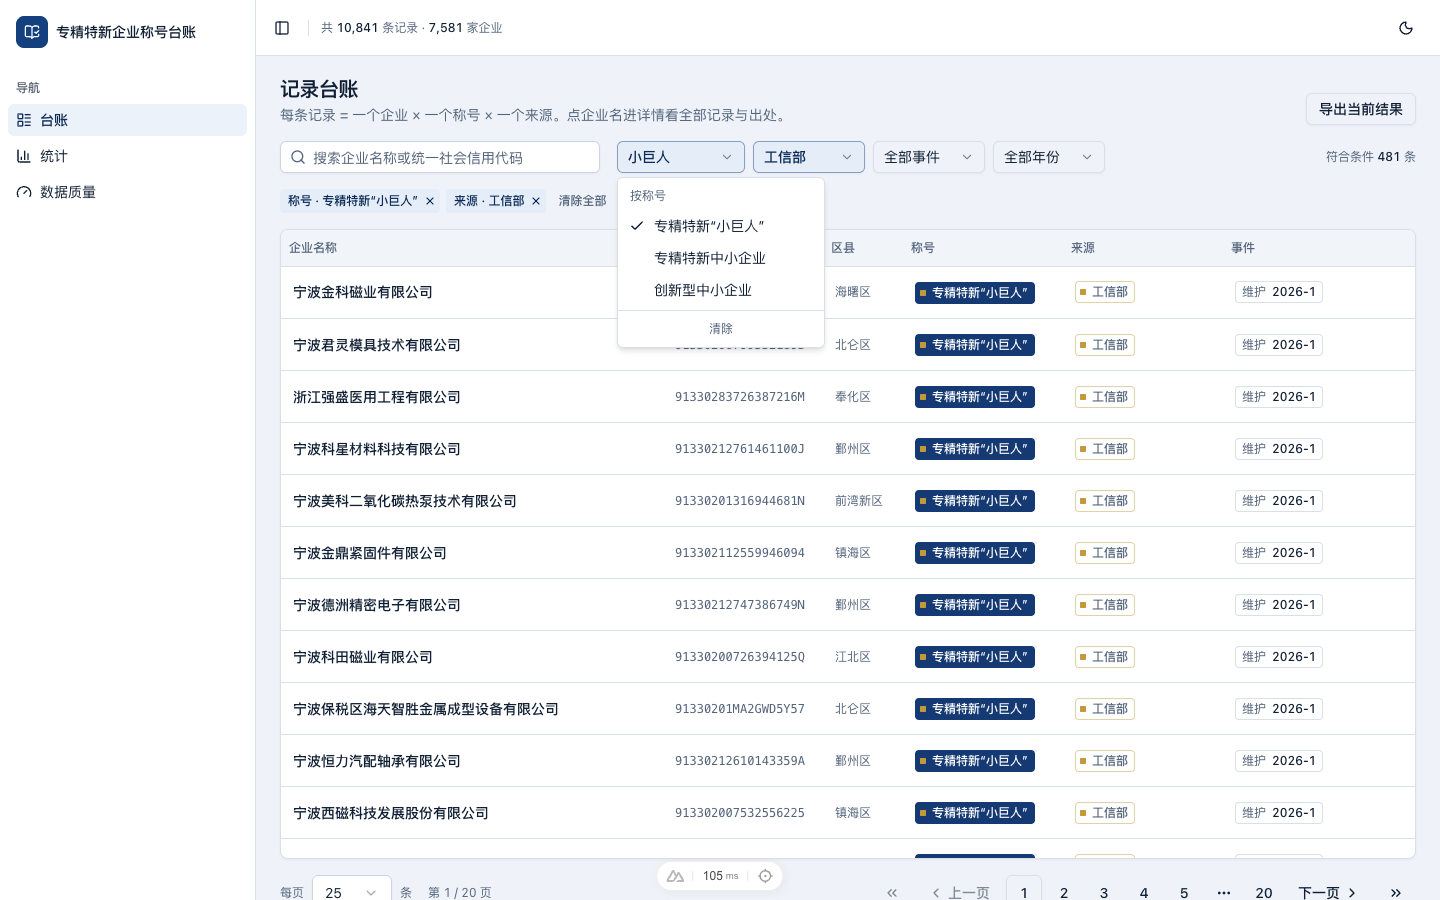 专精特新企业称号台账
共 10,841 条记录 · 7,581 家企业
导航
台账
统计
数据质量
记录台账
每条记录 = 一个企业 × 一个称号 × 一个来源。点企业名进详情看全部记录与出处。
导出当前结果
搜索企业名称或统一社会信用代码
小巨人
工信部
全部事件
全部年份
符合条件 481 条
称号 · 专精特新“小巨人” ×
来源 · 工信部 ×
清除全部
按称号
专精特新“小巨人”
专精特新中小企业
创新型中小企业
清除
企业名称 区县 称号 来源 事件
宁波金科磁业有限公司 海曙区 专精特新“小巨人” 工信部 维护 2026-1
宁波君灵模具技术有限公司 北仑区 专精特新“小巨人” 工信部 维护 2026-1
浙江强盛医用工程有限公司 91330283726387216M 奉化区 专精特新“小巨人” 工信部 维护 2026-1
宁波科星材料科技有限公司 91330212761461100J 鄞州区 专精特新“小巨人” 工信部 维护 2026-1
宁波美科二氧化碳热泵技术有限公司 91330201316944681N 前湾新区 专精特新“小巨人” 工信部 维护 2026-1
宁波金鼎紧固件有限公司 913302112559946094 镇海区 专精特新“小巨人” 工信部 维护 2026-1
宁波德洲精密电子有限公司 91330212747386749N 鄞州区 专精特新“小巨人” 工信部 维护 2026-1
宁波科田磁业有限公司 91330200726394125Q 江北区 专精特新“小巨人” 工信部 维护 2026-1
宁波保税区海天智胜金属成型设备有限公司 91330201MA2GWD5Y57 北仑区 专精特新“小巨人” 工信部 维护 2026-1
宁波恒力汽配轴承有限公司 91330212610143359A 鄞州区 专精特新“小巨人” 工信部 维护 2026-1
宁波西磁科技发展股份有限公司 913302007532556225 镇海区 专精特新“小巨人” 工信部 维护 2026-1
105 ms
每页 25 条 第 1 / 20 页
« ‹ 上一页 1 2 3 4 5 ··· 20 下一页 › »